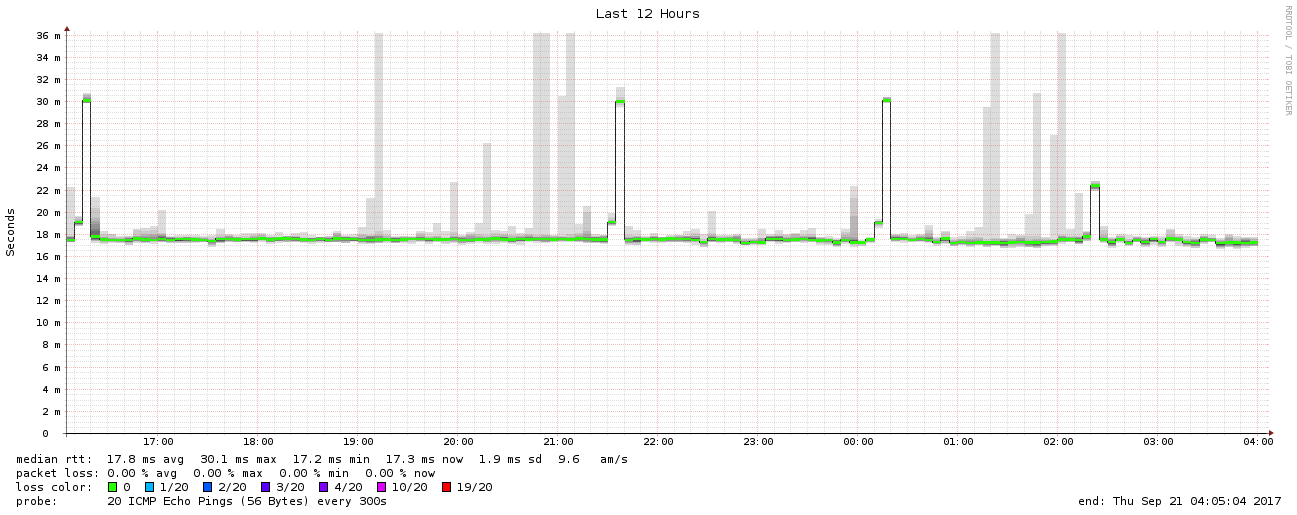 Last 12 Hours
RRDTOOL / TOBI OETIKER
Seconds
36 m
34 m
32 m
30 m
28 m
26 m
24 m
22 m
20 m
18 m
16 m
14 m
12 m
10 m
8 m
6 m
4 m
2 m
0
17:00 18:00 19:00 20:00 21:00 22:00 23:00 00:00 01:00 02:00 03:00 04:00
median rtt: 17.8 ms avg 30.1 ms max 17.2 ms min 17.3 ms now 1.9 ms sd 9.6 am/s
packet loss: 0.00 % avg 0.00 % max 0.00 % min 0.00 % now
loss color: 0 1/20 2/20 3/20 4/20 10/20 19/20
probe: 20 ICMP Echo Pings (56 Bytes) every 300s end: Thu Sep 21 04:05:04 2017